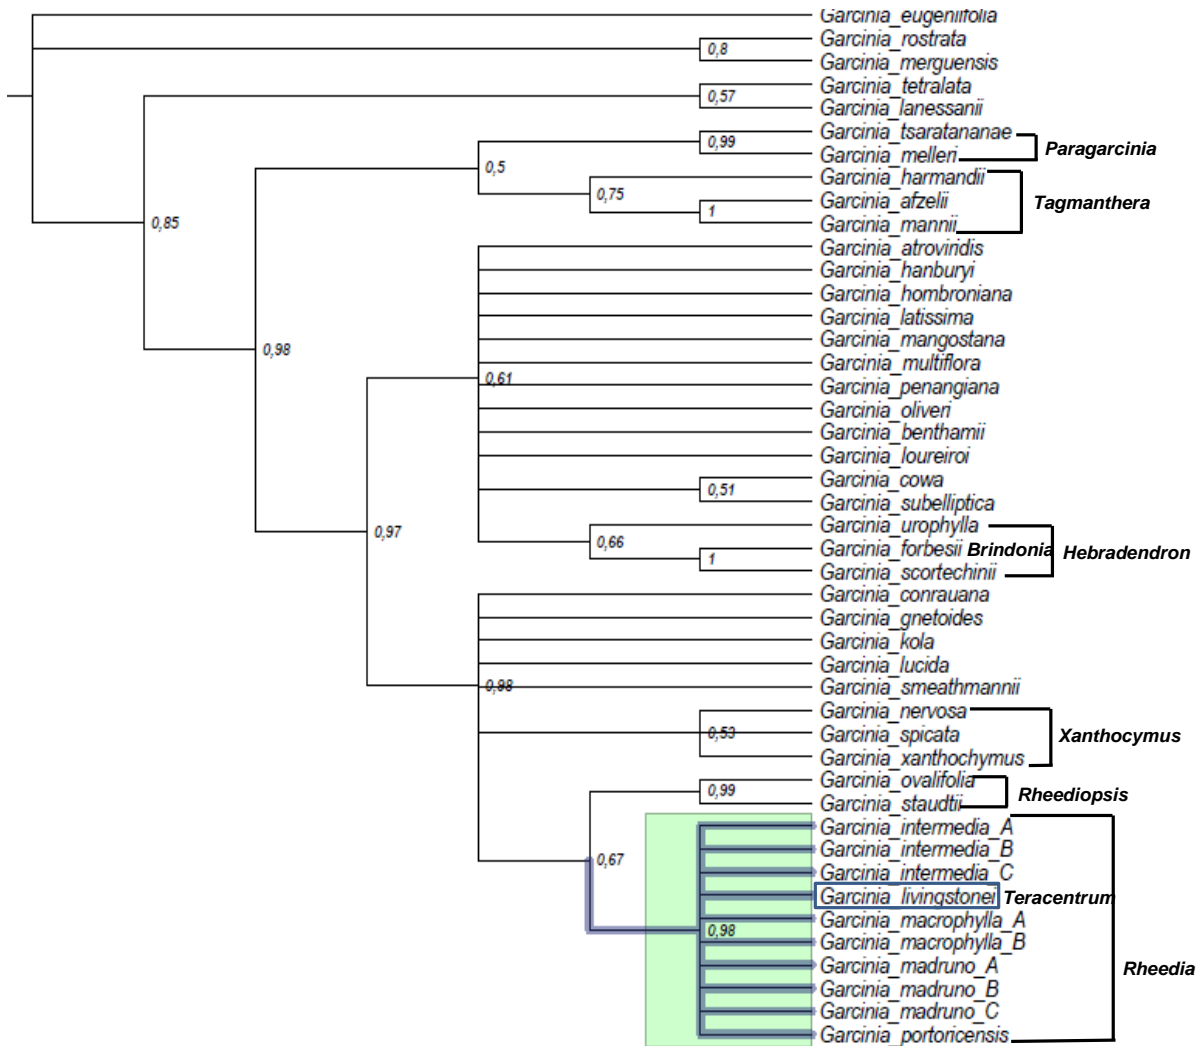 Garcinia_eugeniifolia
Garcinia_rostrata
0,8
Garcinia_merguensis
Garcinia_tetralata
0,57
Garcinia_lanessanii
Garcinia_tsaratananae
0,99
Paragarcinia
Garcinia_melleri
0,5
Garcinia_harmandii
0,75
Garcinia_afzelii
Tagmanthera
1
Garcinia_mannii
0,85
Garcinia_atroviridis
Garcinia_hanburyi
Garcinia_hombroniana
Garcinia_latissima
Garcinia_mangostana
0,98
Garcinia_multiflora
0,61
Garcinia_penangiana
Garcinia_oliveri
Garcinia_benthamii
Garcinia_loureiroi
Garcinia_cowa
0,51
Garcinia_subelliptica
Garcinia_urophylla
0,97
0,66
Garcinia_forbesii Brindonia Hebradendron
1
Garcinia_scortechinii
Garcinia_conrauana
Garcinia_gnetoides
Garcinia_kola
Garcinia_lucida
0,98
Garcinia_smeathmannii
Garcinia_nervosa
0,53
Garcinia_spicata
Xanthocymus
Garcinia_xanthochymus
Garcinia_ovalifolia
0,99
Rheediopsis
Garcinia_staudtii
Garcinia_intermedia_A
Garcinia_intermedia_B
0,67
Garcinia_intermedia_C
Garcinia_livingstonei Teracentrum
Garcinia_macrophylla_A
0,98
Garcinia_macrophylla_B
Garcinia_madruno_A
Rheedia
Garcinia_madruno_B
Garcinia_madruno_C
Garcinia_portoricensis